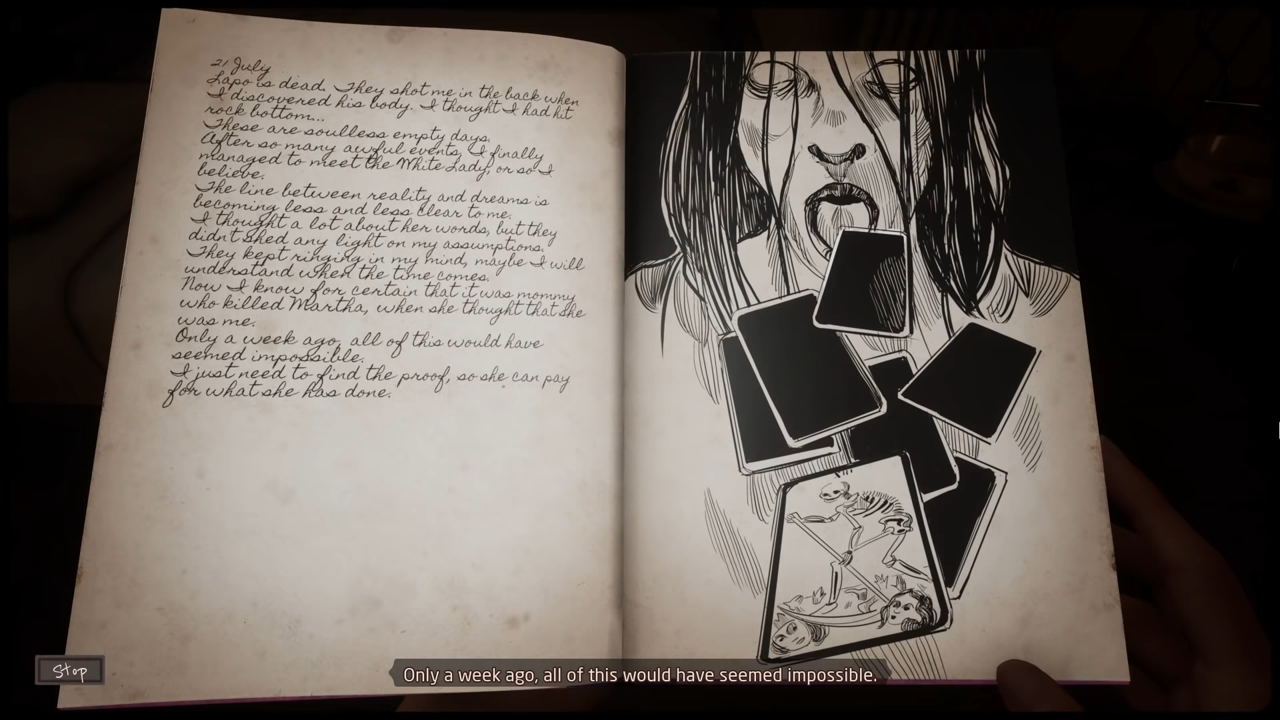 21 July
Lapo is dead. They shot me in the back when
I discovered his body. I thought I had hit
rock bottom...
These are soulless empty days.
After so many awful events, I finally
managed to meet the White Lady, or so I
believe.
The line between reality and dreams is
becoming less and less clear to me.
I thought a lot about her words, but they
didn't shed any light on my assumptions.
They kept ringing in my mind, maybe I will
understand when the time comes.
Now I know for certain that it was mommy
who killed Martha, when she thought that she
was me.
Only a week ago, all of this would have
seemed impossible.
I just need to find the proof, so she can pay
for what she has done.
Stop
Only a week ago, all of this would have seemed impossible.